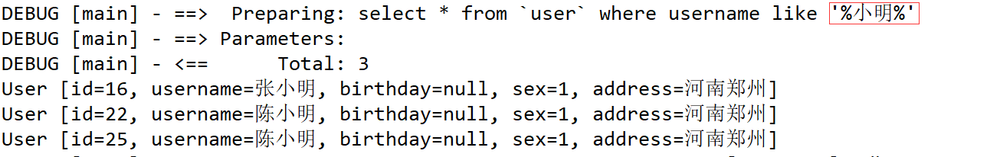 DEBUG [main] - ==>  Preparing: select * from `user` where username like '%小明%'
DEBUG [main] - ==> Parameters:
DEBUG [main] - <==      Total: 3
User [id=16, username=张小明, birthday=null, sex=1, address=河南郑州]
User [id=22, username=陈小明, birthday=null, sex=1, address=河南郑州]
User [id=25, username=陈小明, birthday=null, sex=1, address=河南郑州]